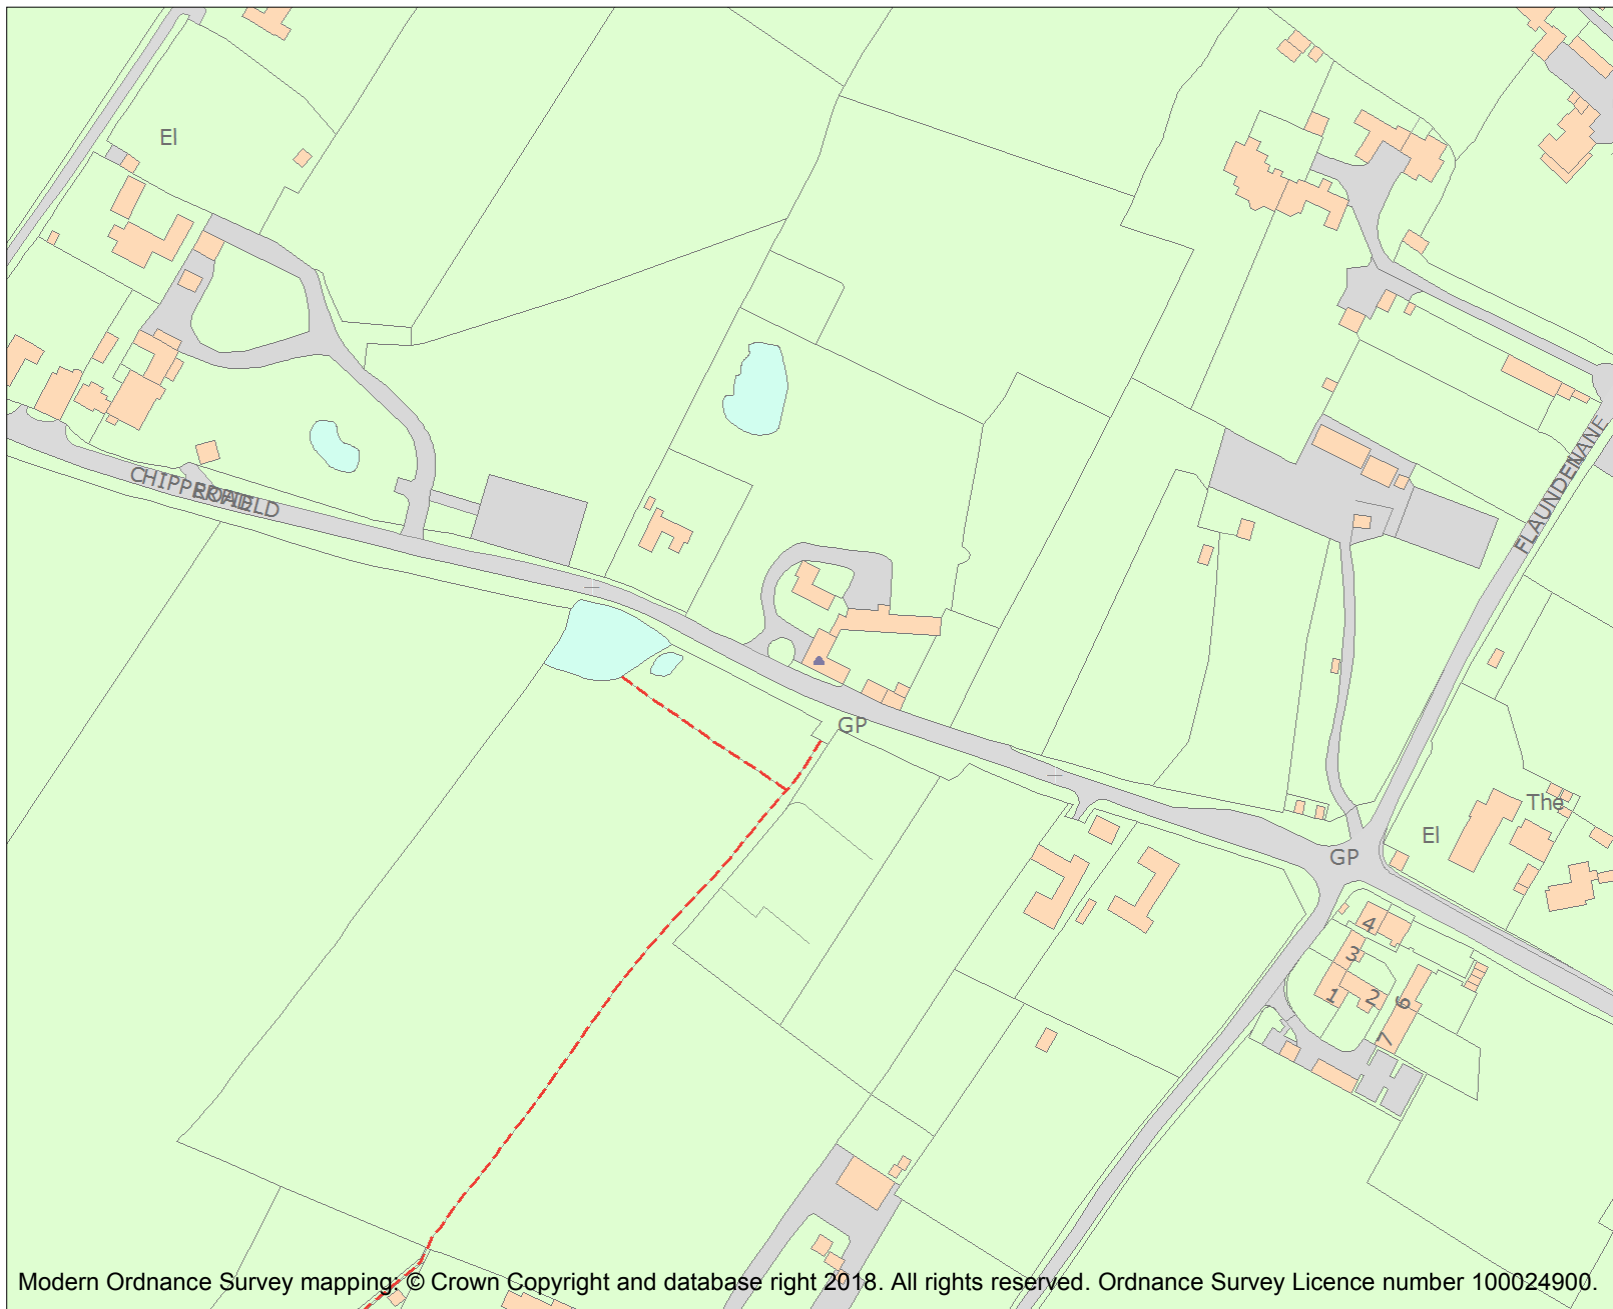 El
CHIPPERFIELD
ROAD
FLAUNDEN
LANE
GP
The
El
GP
4
3
1
2
6
7
Modern Ordnance Survey mapping: © Crown Copyright and database right 2018. All rights reserved. Ordnance Survey Licence number 100024900.